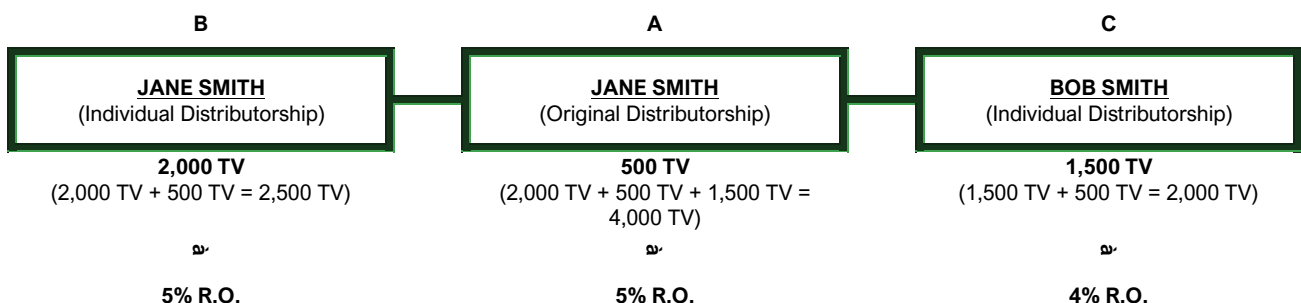 B
A
C
JANE SMITH
(Individual Distributorship)
JANE SMITH
(Original Distributorship)
BOB SMITH
(Individual Distributorship)
2,000 TV
(2,000 TV + 500 TV = 2,500 TV)
500 TV
(2,000 TV + 500 TV + 1,500 TV =
4,000 TV)
1,500 TV
(1,500 TV + 500 TV = 2,000 TV)
5% R.O.
5% R.O.
4% R.O.